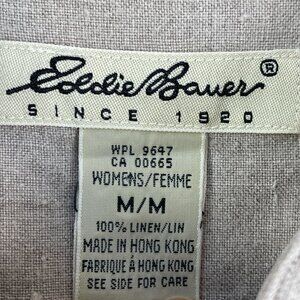 Eddie Bauer®
SINCE 1920
WPL 9647
CA 00665
WOMENS/FEMME
M/M
100% LINEN/LIN
MADE IN HONG KONG
FABRIQUÉ À HONG KONG
SEE SIDE FOR CARE